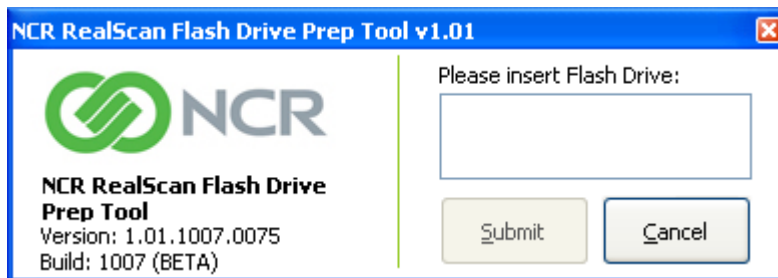 NCR RealScan Flash Drive Prep Tool v1.01
NCR
NCR RealScan Flash Drive
Prep Tool
Version: 1.01.1007.0075
Build: 1007 (BETA)
Please insert Flash Drive:
Submit
Cancel